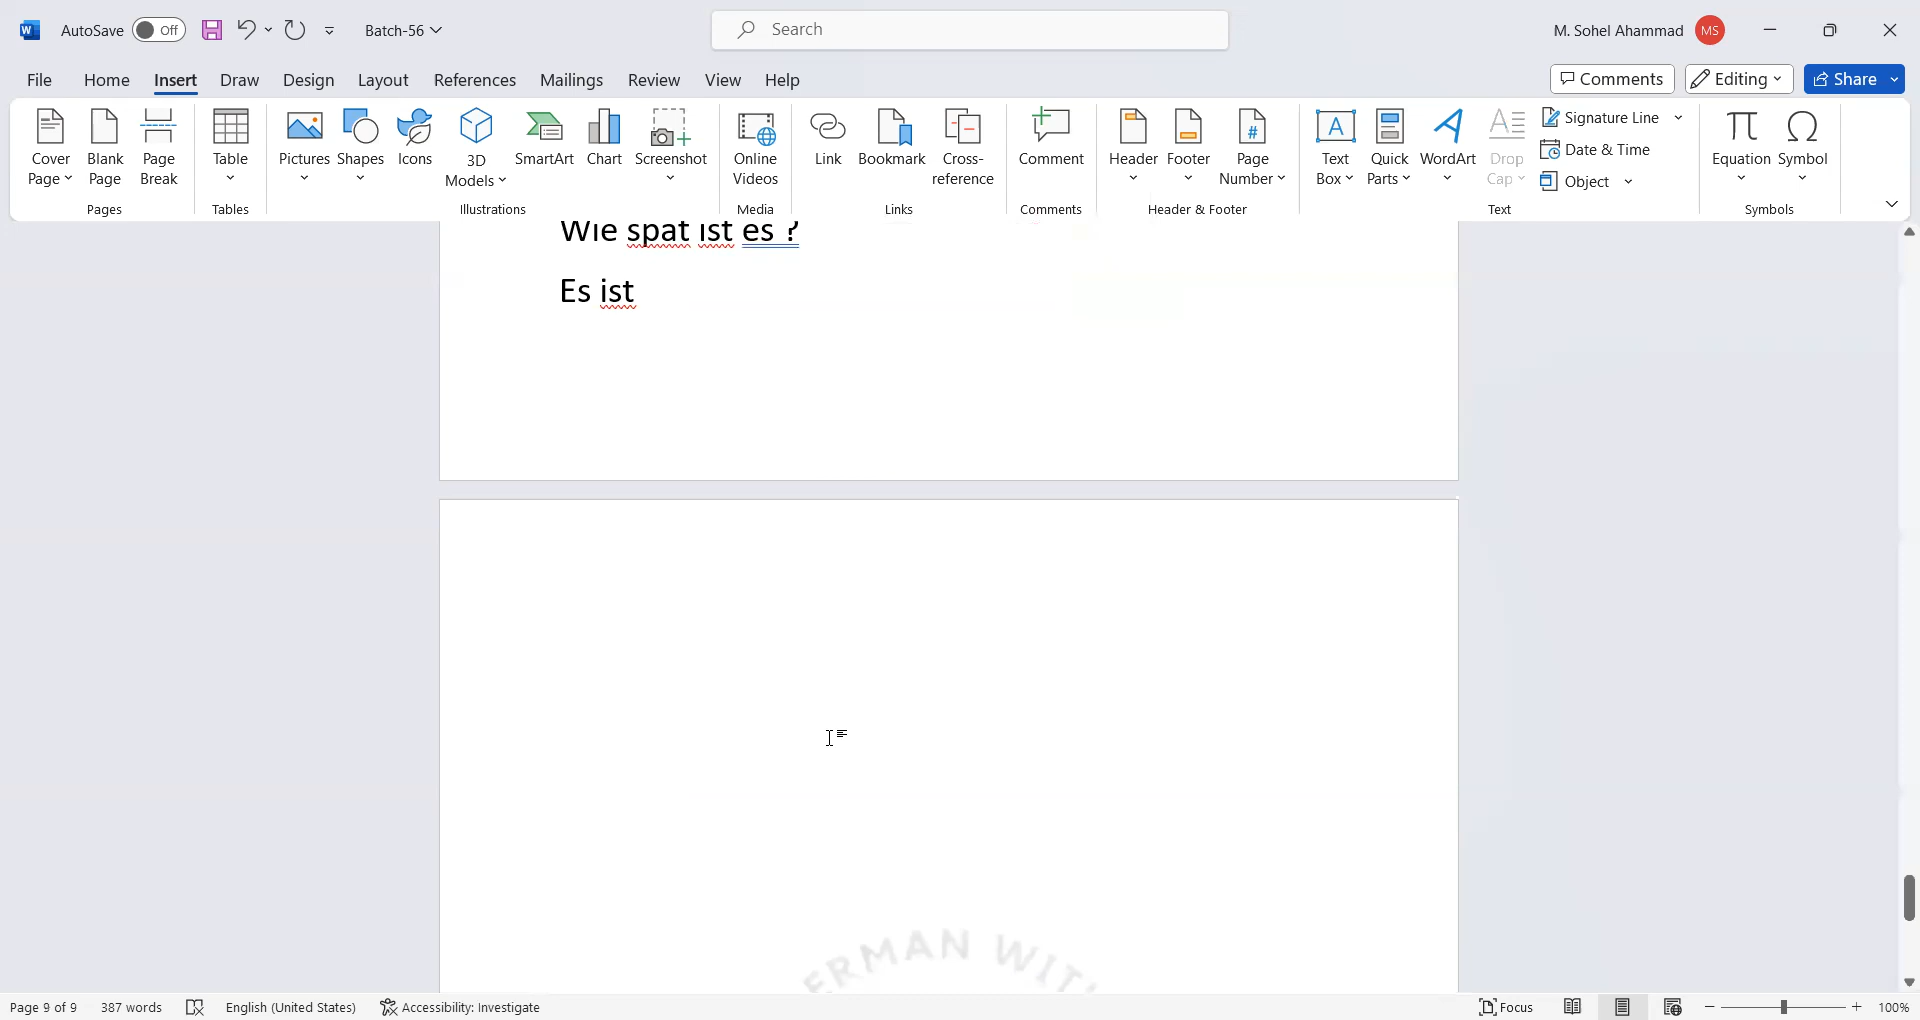 AutoSave Off Batch-56 Search M. Sohel Ahammad MS
File Home Insert Draw Design Layout References Mailings Review View Help Comments Editing Share
Cover Page
Blank Page
Page Break
Pages
Table
Tables
Pictures
Shapes
Icons
3D Models
SmartArt
Chart
Screenshot
Illustrations
Online Videos
Media
Link
Bookmark
Cross-reference
Links
Comment
Comments
Header
Footer
Page Number
Header & Footer
Text Box
Quick Parts
WordArt
Drop Cap
Signature Line
Date & Time
Object
Text
Equation
Symbol
Symbols
Wie spat ist es ?
Es ist
ERMAN WIT
Page 9 of 9 387 words English (United States) Accessibility: Investigate Focus 100%